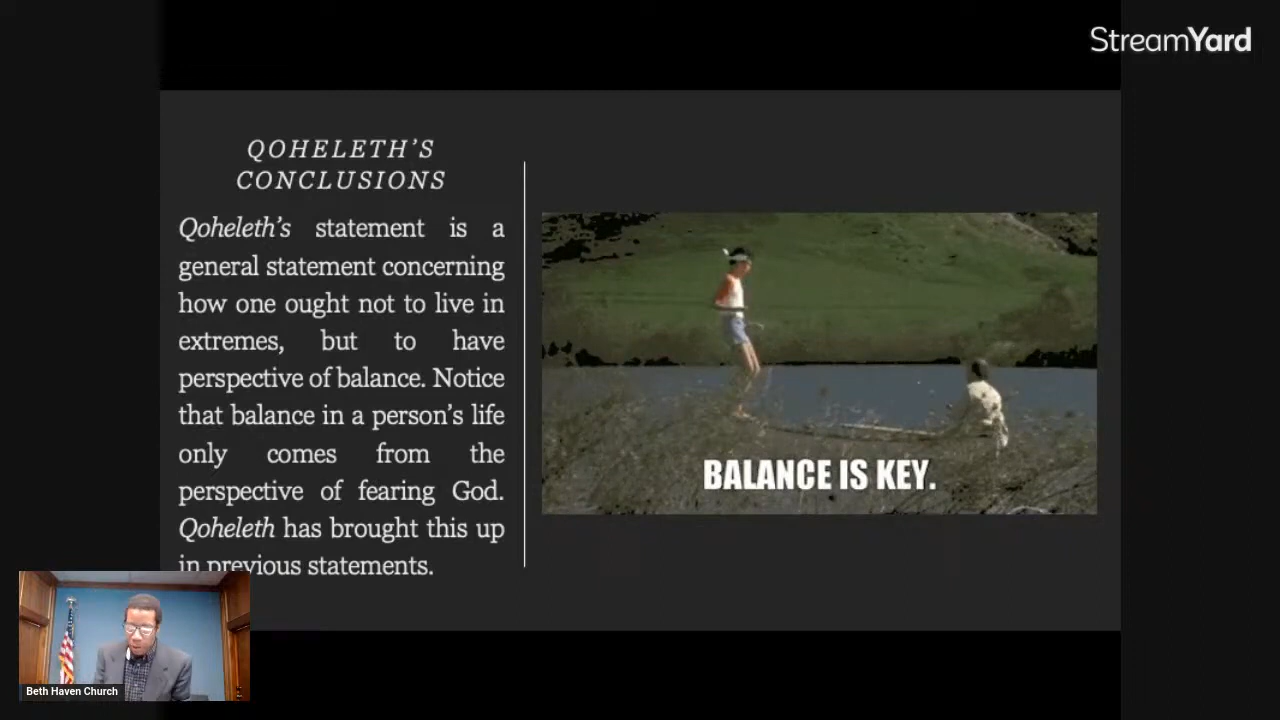 StreamYard
QOHELETH'S
CONCLUSIONS
Qoheleth's statement is a
general statement concerning
how one ought not to live in
extremes, but to have
perspective of balance. Notice
that balance in a person's life
only comes from the
perspective of fearing God.
Qoheleth has brought this up
in previous statements.
BALANCE IS KEY.
Beth Haven Church